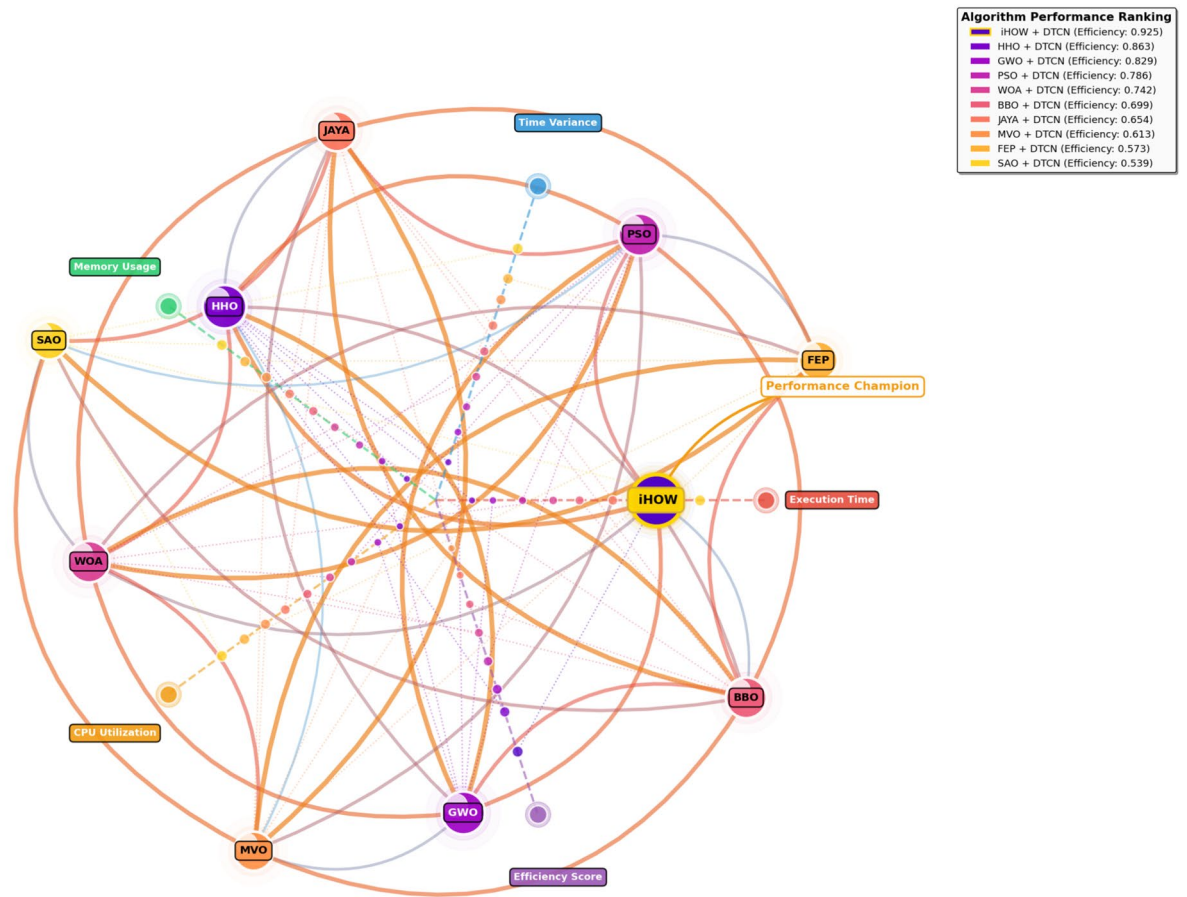 Algorithm Performance Ranking
iHOW + DTCN (Efficiency: 0.925)
HHO + DTCN (Efficiency: 0.863)
GWO + DTCN (Efficiency: 0.829)
PSO + DTCN (Efficiency: 0.786)
WOA + DTCN (Efficiency: 0.742)
BBO + DTCN (Efficiency: 0.699)
JAYA + DTCN (Efficiency: 0.654)
MVO + DTCN (Efficiency: 0.613)
FEP + DTCN (Efficiency: 0.573)
SAO + DTCN (Efficiency: 0.539)
Time Variance
JAYA
PSO
Memory Usage
HHO
SAO
FEP
Performance Champion
iHOW
Execution Time
WOA
BBO
CPU Utilization
GWO
MVO
Efficiency Score